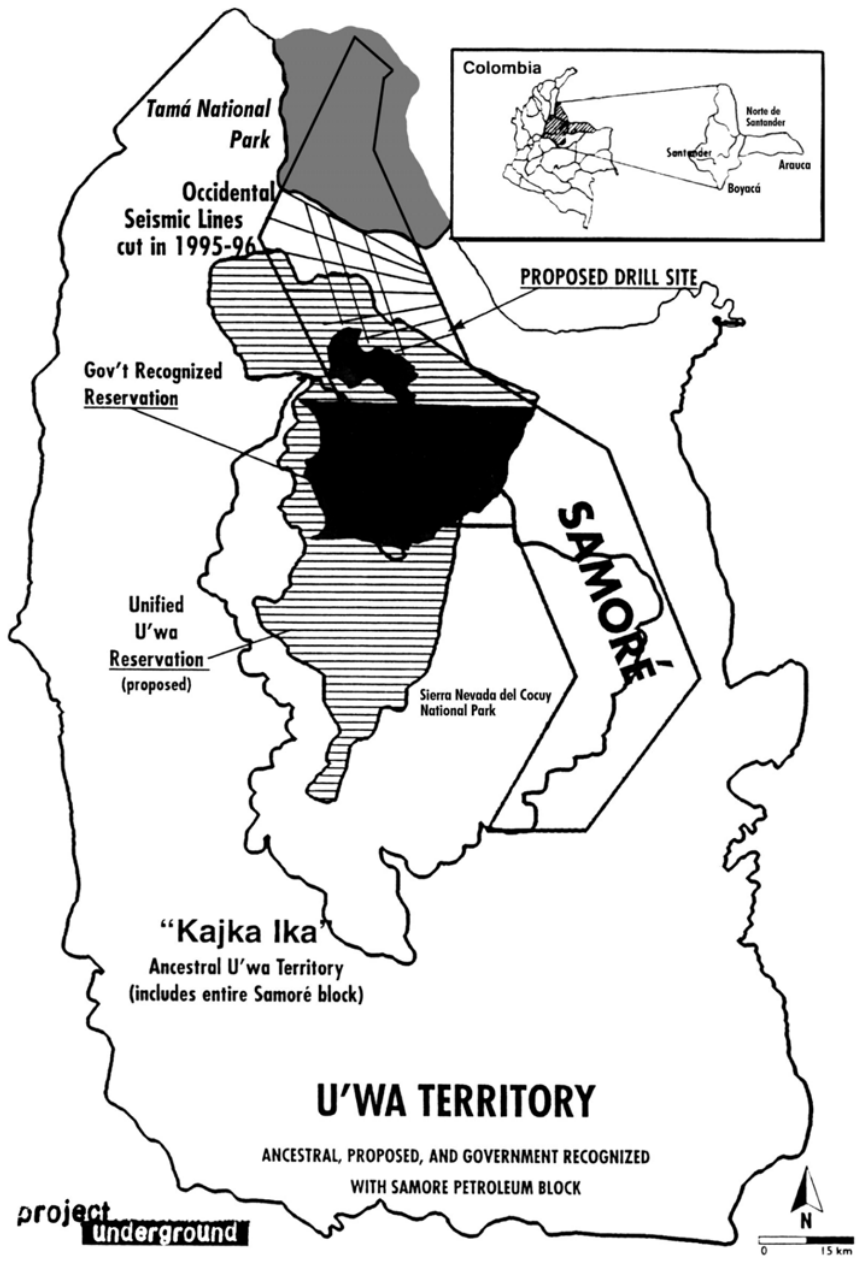 Colombia
Norte de
Santander
Santander
Arauca
Boyacá
Tamá National
Park
Occidental
Seismic Lines
cut in 1995-96
PROPOSED DRILL SITE
Gov't Recognized
Reservation
SAMORÉ
Unified
U'wa
Reservation
(proposed)
Sierra Nevada del Cocuy
National Park
"Kajka Ika"
Ancestral U'wa Territory
(includes entire Samoré block)
U'WA TERRITORY
ANCESTRAL, PROPOSED, AND GOVERNMENT RECOGNIZED
WITH SAMORE PETROLEUM BLOCK
project
underground
N
0 15 km